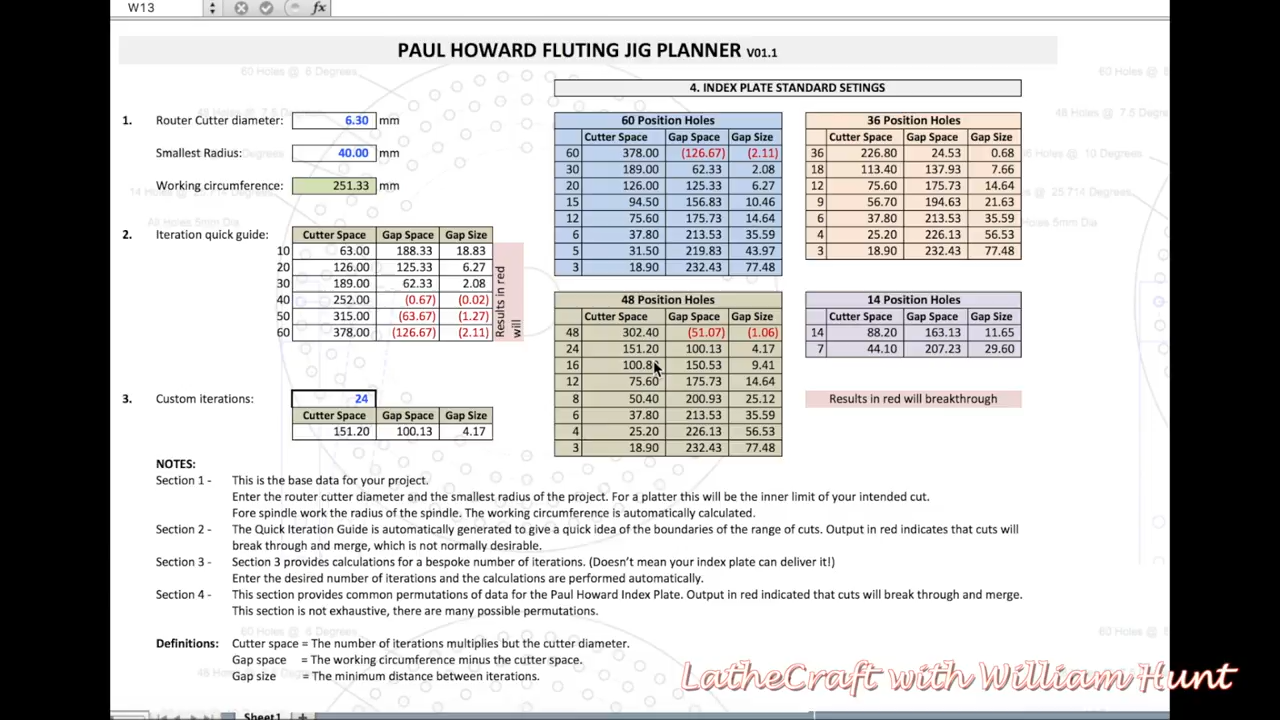 W13 fx
PAUL HOWARD FLUTING JIG PLANNER V01.1
1. Router Cutter diameter: 6.30 mm
Smallest Radius: 40.00 mm
Working circumference: 251.33 mm
2. Iteration quick guide:
Cutter Space Gap Space Gap Size
10 63.00 188.33 18.83
20 126.00 125.33 6.27
30 189.00 62.33 2.08
40 252.00 (0.67) (0.02)
50 315.00 (63.67) (1.27)
60 378.00 (126.67) (2.11)
Results in red
will
3. Custom iterations: 24
Cutter Space Gap Space Gap Size
151.20 100.13 4.17
4. INDEX PLATE STANDARD SETINGS
60 Position Holes
Cutter Space Gap Space Gap Size
60 378.00 (126.67) (2.11)
30 189.00 62.33 2.08
20 126.00 125.33 6.27
15 94.50 156.83 10.46
12 75.60 175.73 14.64
6 37.80 213.53 35.59
5 31.50 219.83 43.97
3 18.90 232.43 77.48
36 Position Holes
Cutter Space Gap Space Gap Size
36 226.80 24.53 0.68
18 113.40 137.93 7.66
12 75.60 175.73 14.64
9 56.70 194.63 21.63
6 37.80 213.53 35.59
4 25.20 226.13 56.53
3 18.90 232.43 77.48
48 Position Holes
Cutter Space Gap Space Gap Size
48 302.40 (51.07) (1.06)
24 151.20 100.13 4.17
16 100.80 150.53 9.41
12 75.60 175.73 14.64
8 50.40 200.93 25.12
6 37.80 213.53 35.59
4 25.20 226.13 56.53
3 18.90 232.43 77.48
14 Position Holes
Cutter Space Gap Space Gap Size
14 88.20 163.13 11.65
7 44.10 207.23 29.60
Results in red will breakthrough
NOTES:
Section 1 - This is the base data for your project.
Enter the router cutter diameter and the smallest radius of the project. For a platter this will be the inner limit of your intended cut.
Fore spindle work the radius of the spindle. The working circumference is automatically calculated.
Section 2 - The Quick Iteration Guide is automatically generated to give a quick idea of the boundaries of the range of cuts. Output in red indicates that cuts will
break through and merge, which is not normally desirable.
Section 3 - Section 3 provides calculations for a bespoke number of iterations. (Doesn't mean your index plate can deliver it!)
Enter the desired number of iterations and the calculations are performed automatically.
Section 4 - This section provides common permutations of data for the Paul Howard Index Plate. Output in red indicated that cuts will break through and merge.
This section is not exhaustive, there are many possible permutations.
Definitions: Cutter space = The number of iterations multiplies but the cutter diameter.
Gap space = The working circumference minus the cutter space.
Gap size = The minimum distance between iterations.
LatheCraft with William Hunt
Sheet1